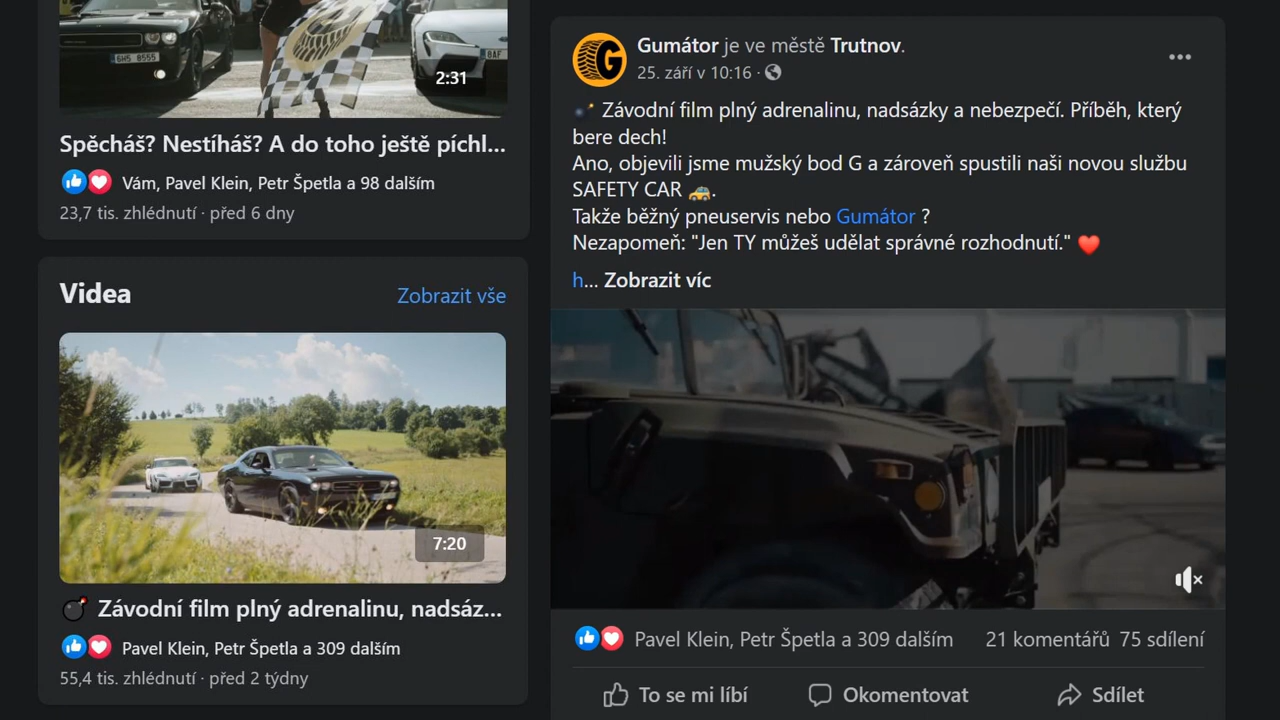 6H5 8555
8AF
2:31
Spěcháš? Nestíháš? A do toho ještě píchl...
Vám, Pavel Klein, Petr Špetla a 98 dalším
23,7 tis. zhlédnutí · před 6 dny
Videa
Zobrazit vše
7:20
💣 Závodní film plný adrenalinu, nadsáz...
Pavel Klein, Petr Špetla a 309 dalším
55,4 tis. zhlédnutí · před 2 týdny
G
Gumátor je ve městě Trutnov.
25. září v 10:16 ·
💣 Závodní film plný adrenalinu, nadsázky a nebezpečí. Příběh, který
bere dech!
Ano, objevili jsme mužský bod G a zároveň spustili naši novou službu
SAFETY CAR 🚕.
Takže běžný pneuservis nebo Gumátor ?
Nezapomeň: "Jen TY můžeš udělat správné rozhodnutí." ❤️
h... Zobrazit víc
Pavel Klein, Petr Špetla a 309 dalším
21 komentářů 75 sdílení
To se mi líbí
Okomentovat
Sdílet